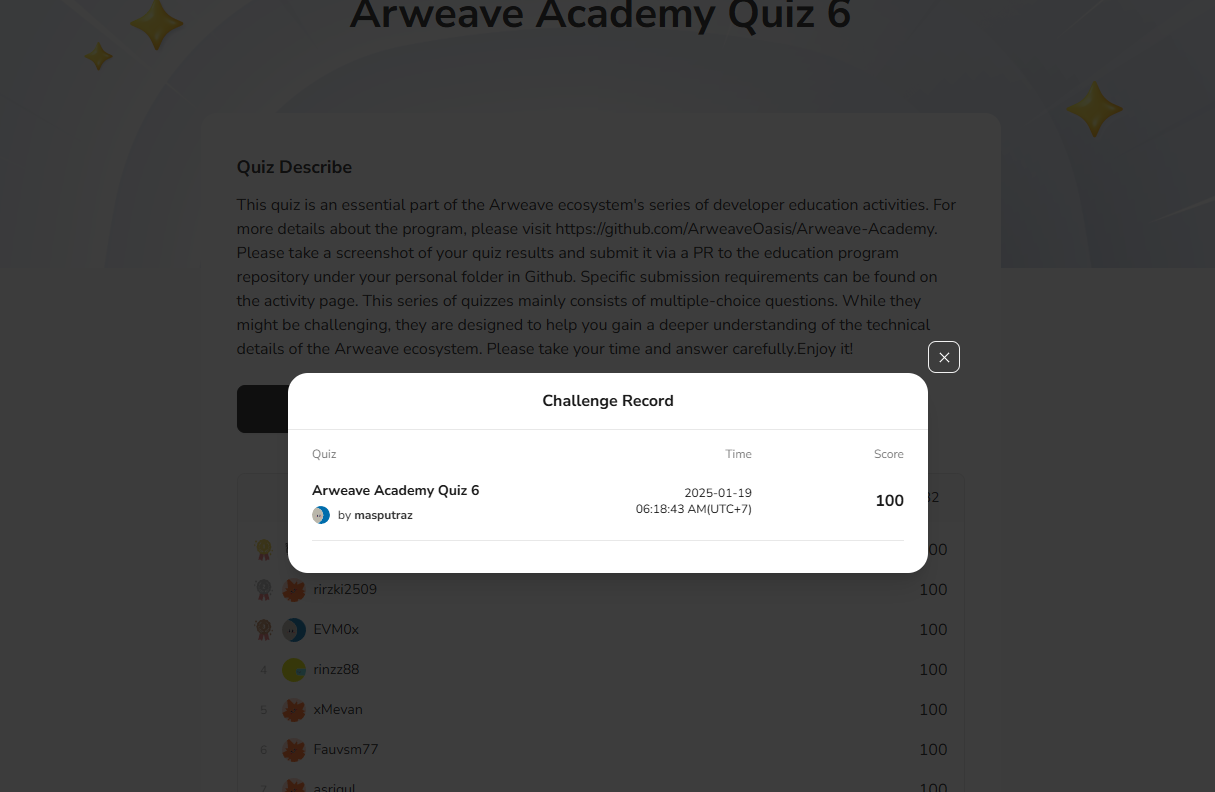 Arweave Academy Quiz 6
Quiz Describe
This quiz is an essential part of the Arweave ecosystem's series of developer education activities. For
more details about the program, please visit https://github.com/ArweaveOasis/Arweave-Academy.
Please take a screenshot of your quiz results and submit it via a PR to the education program
repository under your personal folder in Github. Specific submission requirements can be found on
the activity page. This series of quizzes mainly consists of multiple-choice questions. While they
might be challenging, they are designed to help you gain a deeper understanding of the technical
details of the Arweave ecosystem. Please take your time and answer carefully.Enjoy it!
Challenge Record
Quiz Time Score
Arweave Academy Quiz 6
by masputraz
2025-01-19
06:18:43 AM(UTC+7)
100
rirzki2509 100
EVM0x 100
4 rinzz88 100
5 xMevan 100
6 Fauvsm77 100